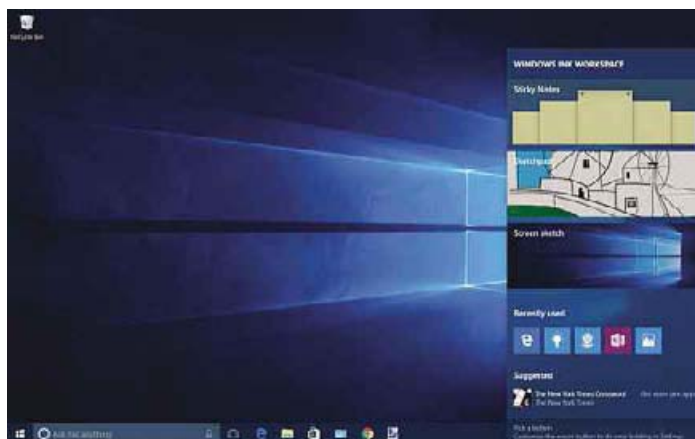 Recycle Bin
WINDOWS INK WORKSPACE
Sticky Notes
Sketchpad
Screen sketch
Recently used
Suggested
The New York Times Crossword
The New York Times
Ask me anything